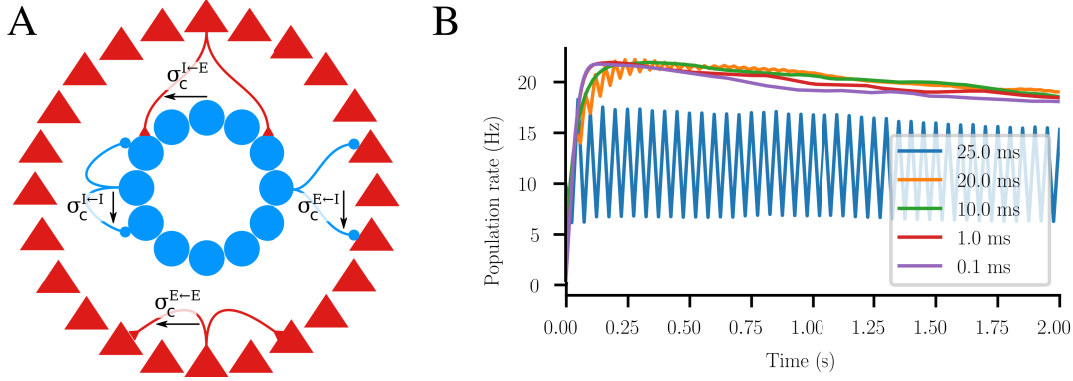 A
σ_c^{I←E}
σ_c^{I←I}
σ_c^{E←I}
σ_c^{E←E}
B
Population rate (Hz)
20
15
10
5
0
25.0 ms
20.0 ms
10.0 ms
1.0 ms
0.1 ms
0.00 0.25 0.50 0.75 1.00 1.25 1.50 1.75 2.00
Time (s)